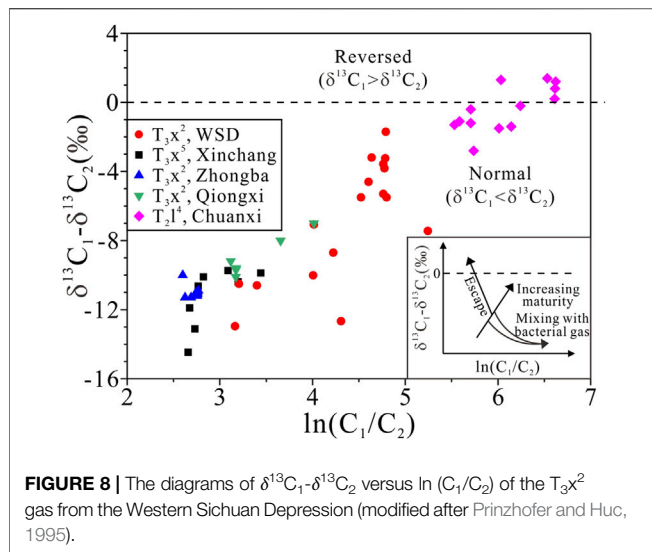 Reversed
(δ¹³C₁>δ¹³C₂)
T₃x², WSD
T₃x⁵, Xinchang
T₃x², Zhongba
T₃x², Qiongxi
T₂l⁴, Chuanxi
Normal
(δ¹³C₁<δ¹³C₂)
0
-4
-8
-12
-16
δ¹³C₁-δ¹³C₂(‰)
2 3 4 5 6 7
ln(C₁/C₂)
0
δ¹³C₁-δ¹³C₂(‰)
Escape
Increasing
maturity
Mixing with
bacterial gas
ln(C₁/C₂)
FIGURE 8 | The diagrams of δ¹³C₁-δ¹³C₂ versus ln (C₁/C₂) of the T₃x²
gas from the Western Sichuan Depression (modified after Prinzhofer and Huc,
1995).